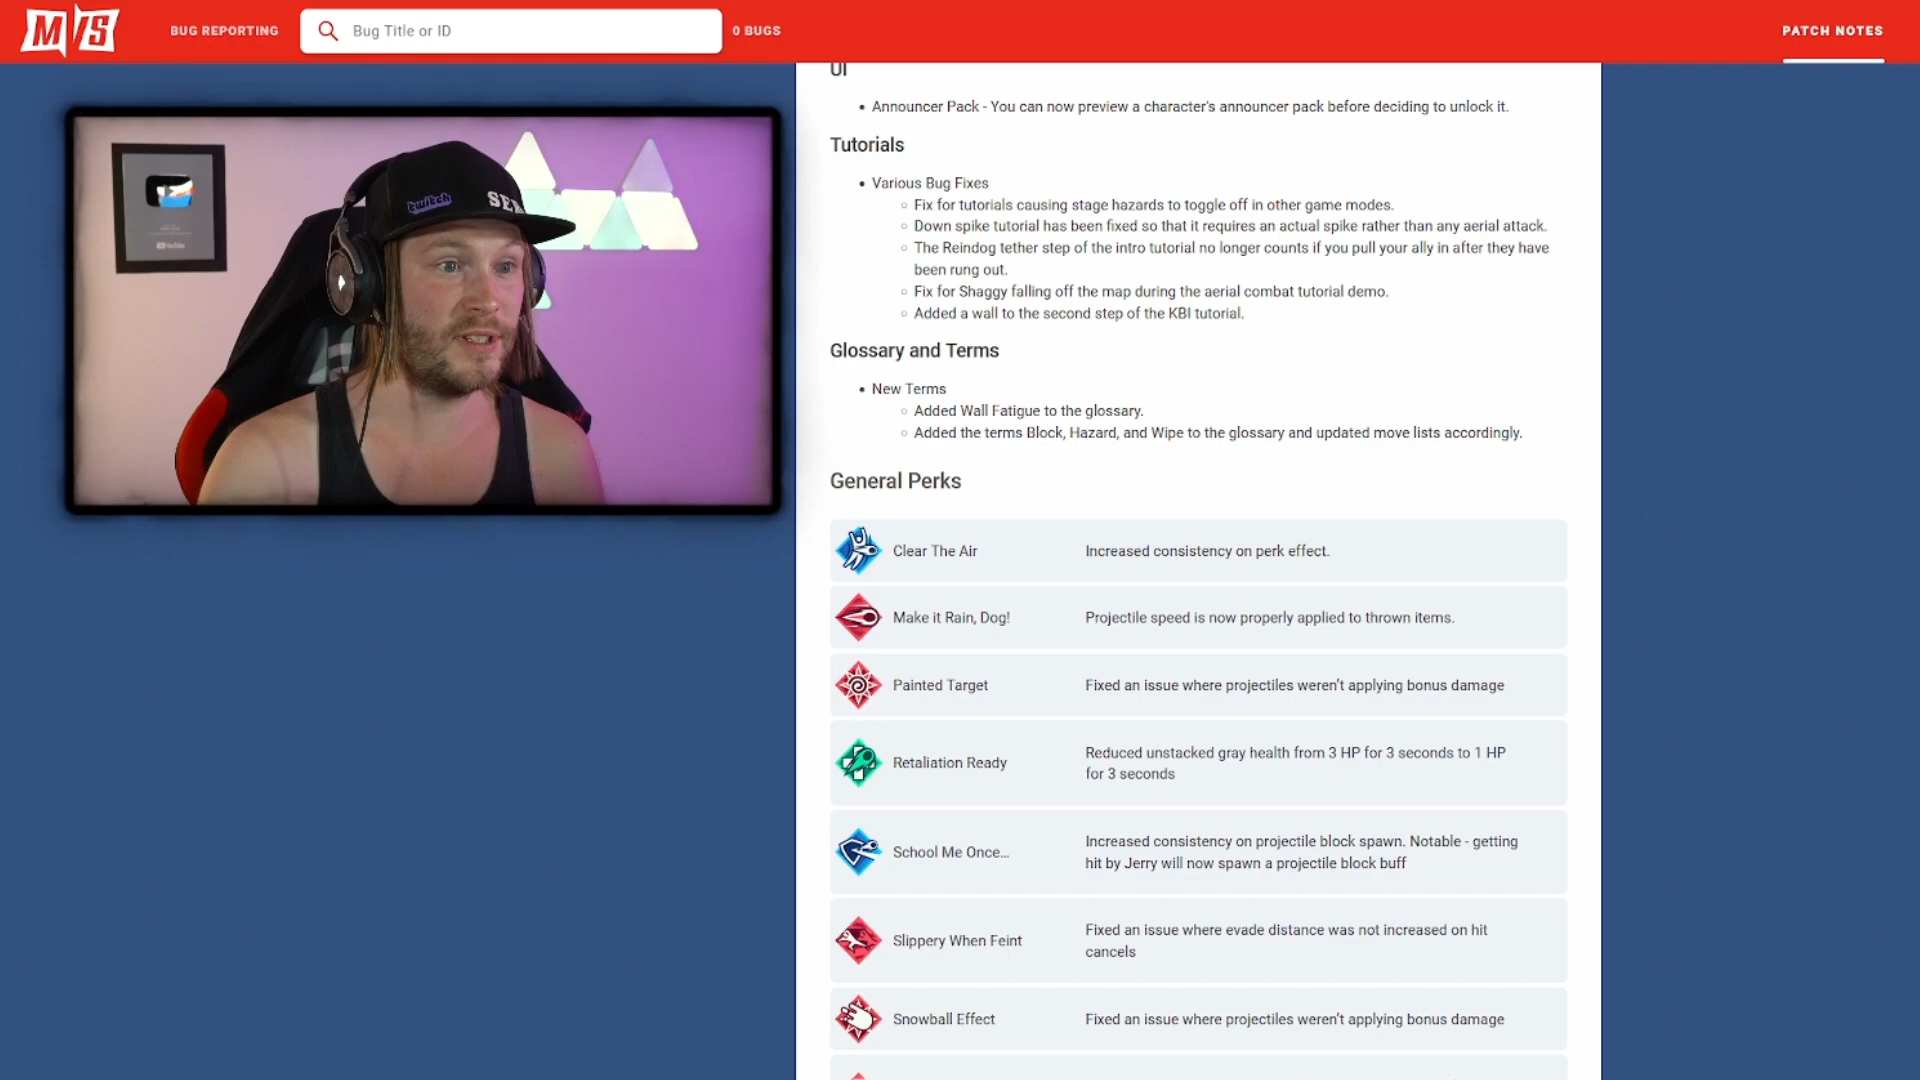 M/S
BUG REPORTING
Bug Title or ID
0 BUGS
PATCH NOTES
UI
• Announcer Pack - You can now preview a character's announcer pack before deciding to unlock it.
Tutorials
• Various Bug Fixes
○ Fix for tutorials causing stage hazards to toggle off in other game modes.
○ Down spike tutorial has been fixed so that it requires an actual spike rather than any aerial attack.
○ The Reindog tether step of the intro tutorial no longer counts if you pull your ally in after they have
been rung out.
○ Fix for Shaggy falling off the map during the aerial combat tutorial demo.
○ Added a wall to the second step of the KBI tutorial.
Glossary and Terms
• New Terms
○ Added Wall Fatigue to the glossary.
○ Added the terms Block, Hazard, and Wipe to the glossary and updated move lists accordingly.
General Perks
Clear The Air
Increased consistency on perk effect.
Make it Rain, Dog!
Projectile speed is now properly applied to thrown items.
Painted Target
Fixed an issue where projectiles weren't applying bonus damage
Retaliation Ready
Reduced unstacked gray health from 3 HP for 3 seconds to 1 HP
for 3 seconds
School Me Once...
Increased consistency on projectile block spawn. Notable - getting
hit by Jerry will now spawn a projectile block buff
Slippery When Feint
Fixed an issue where evade distance was not increased on hit
cancels
Snowball Effect
Fixed an issue where projectiles weren't applying bonus damage
twitch
YouTube